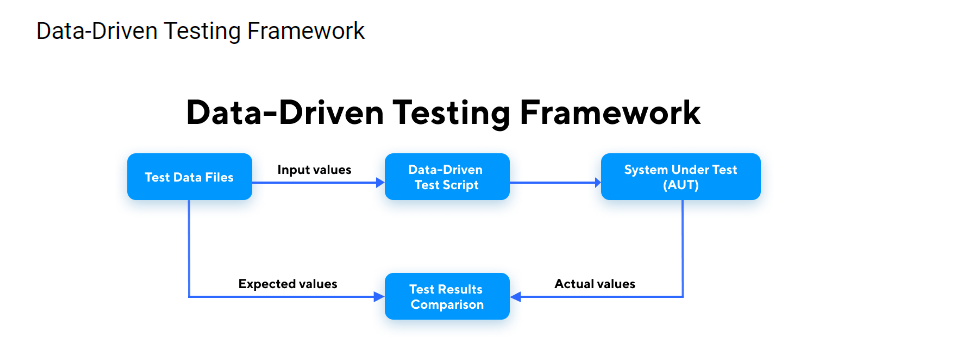 Data-Driven Testing Framework
Data-Driven Testing Framework
Test Data Files
Input values
Data-Driven
Test Script
System Under Test
(AUT)
Expected values
Test Results
Comparison
Actual values